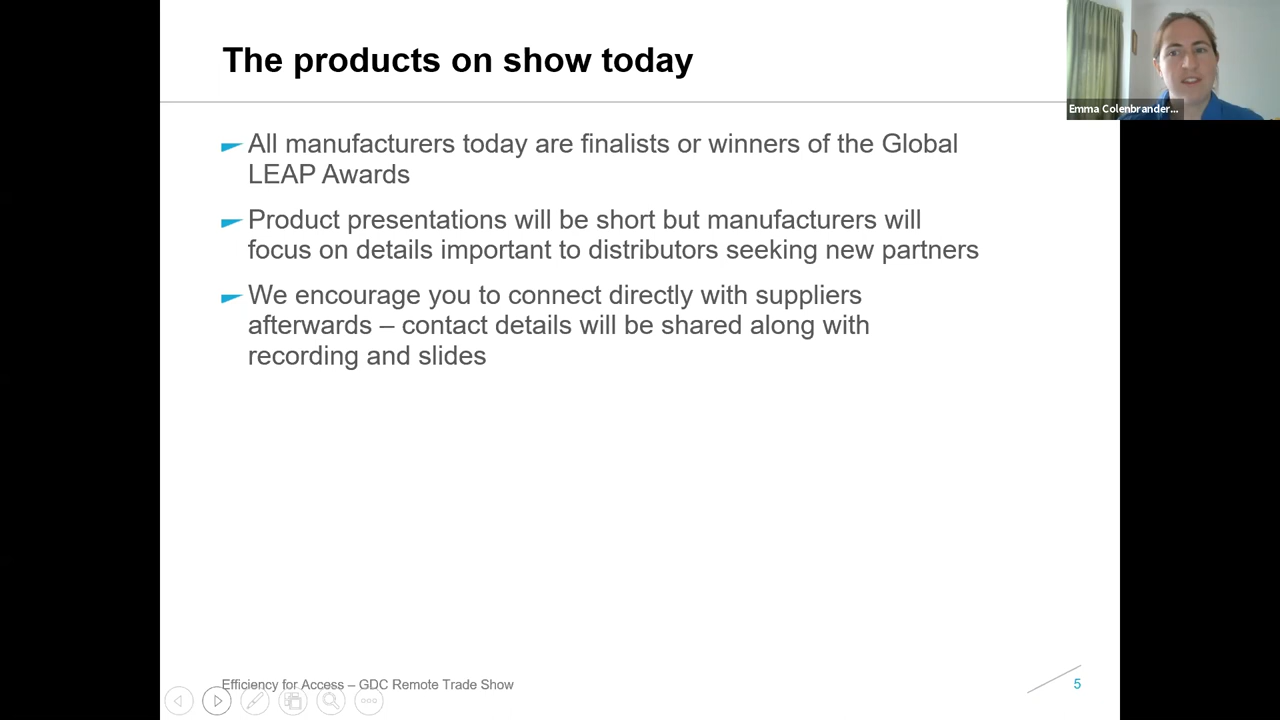 The products on show today
Emma Colenbrander...
All manufacturers today are finalists or winners of the Global
LEAP Awards
Product presentations will be short but manufacturers will
focus on details important to distributors seeking new partners
We encourage you to connect directly with suppliers
afterwards – contact details will be shared along with
recording and slides
Efficiency for Access – GDC Remote Trade Show
5